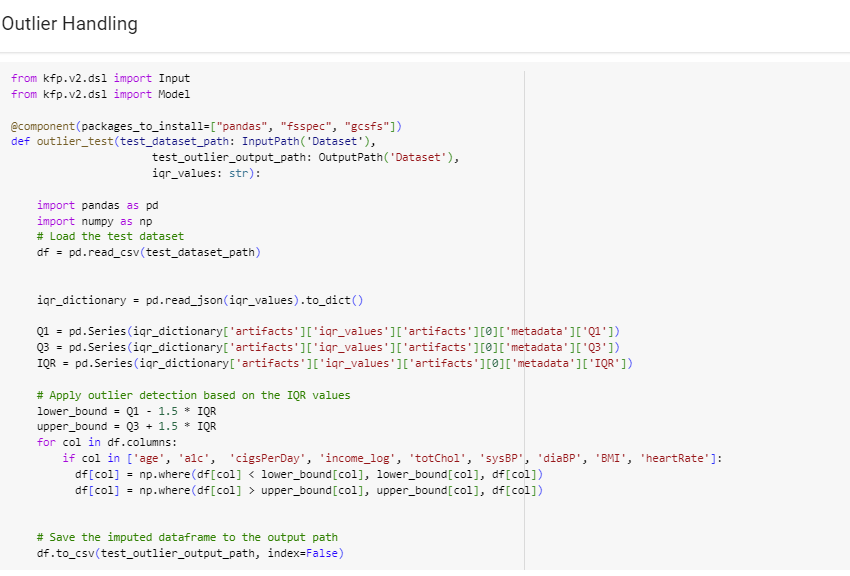 Outlier Handling
from kfp.v2.dsl import Input
from kfp.v2.dsl import Model
@component(packages_to_install=["pandas", "fsspec", "gcsfs"])
def outlier_test(test_dataset_path: InputPath('Dataset'),
test_outlier_output_path: OutputPath('Dataset'),
iqr_values: str):
import pandas as pd
import numpy as np
# Load the test dataset
df = pd.read_csv(test_dataset_path)
iqr_dictionary = pd.read_json(iqr_values).to_dict()
Q1 = pd.Series(iqr_dictionary['artifacts']['iqr_values']['artifacts'][0]['metadata']['Q1'])
Q3 = pd.Series(iqr_dictionary['artifacts']['iqr_values']['artifacts'][0]['metadata']['Q3'])
IQR = pd.Series(iqr_dictionary['artifacts']['iqr_values']['artifacts'][0]['metadata']['IQR'])
# Apply outlier detection based on the IQR values
lower_bound = Q1 - 1.5 * IQR
upper_bound = Q3 + 1.5 * IQR
for col in df.columns:
if col in ['age', 'a1c',  'cigsPerDay', 'income_log', 'totChol', 'sysBP', 'diaBP', 'BMI', 'heartRate']:
df[col] = np.where(df[col] < lower_bound[col], lower_bound[col], df[col])
df[col] = np.where(df[col] > upper_bound[col], upper_bound[col], df[col])
# Save the imputed dataframe to the output path
df.to_csv(test_outlier_output_path, index=False)